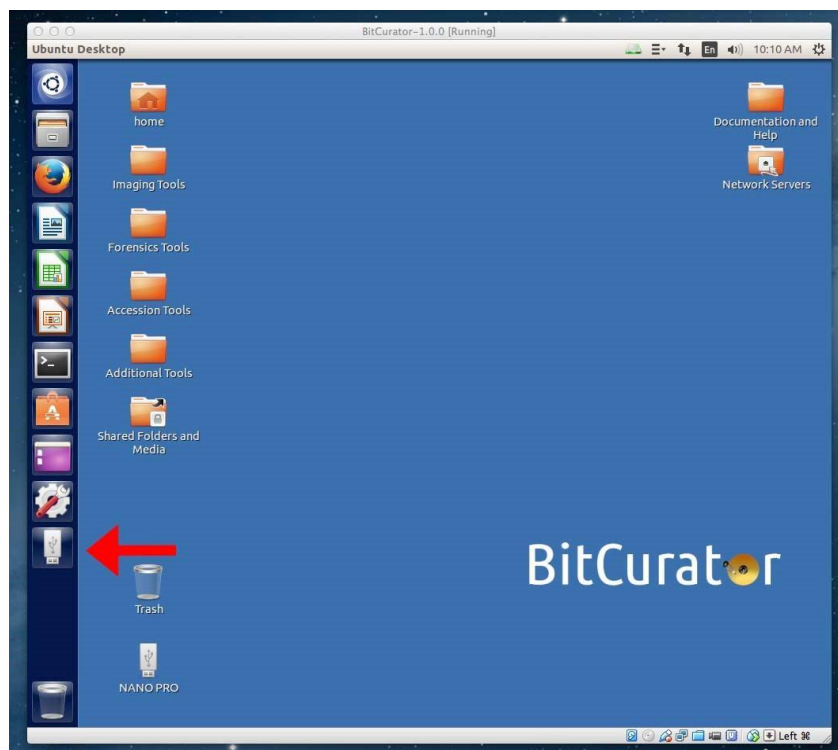 BitCurator-1.0.0 [Running]
Ubuntu Desktop
En
10:10 AM
home
Imaging Tools
Forensics Tools
Accession Tools
Additional Tools
Shared Folders and
Media
Trash
NANO PRO
Documentation and
Help
Network Servers
BitCurator
Left ⌘